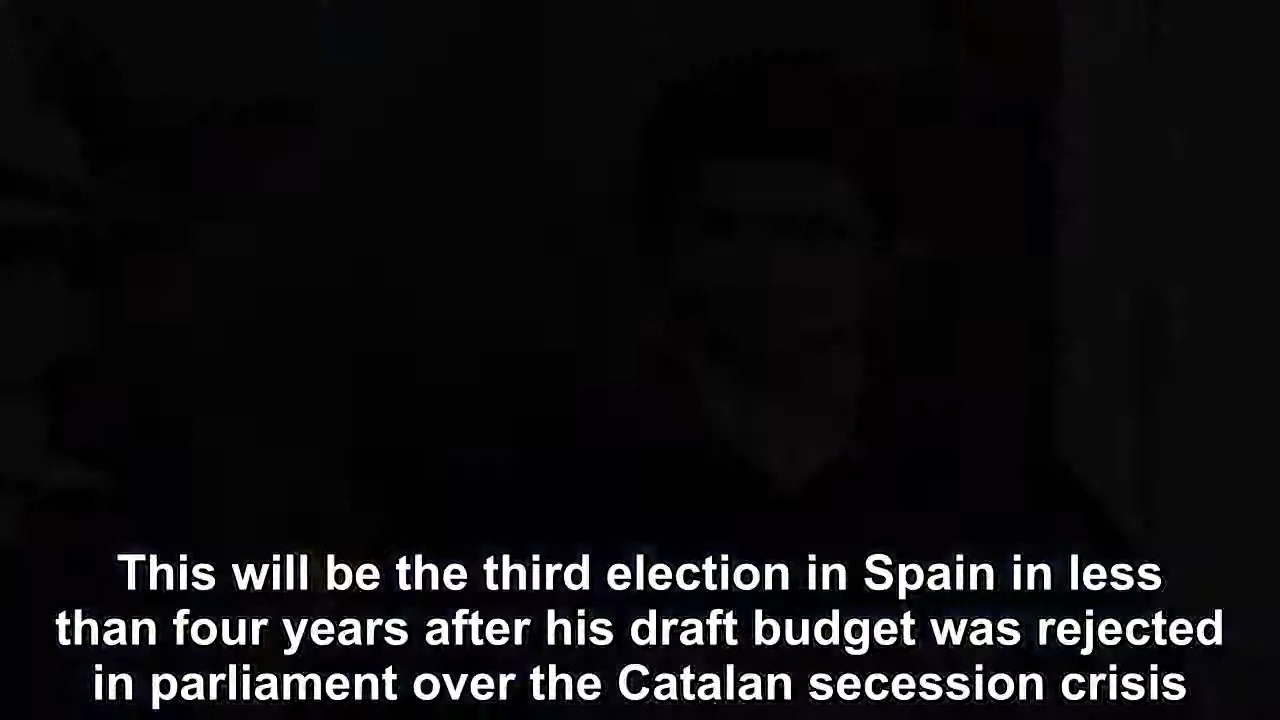 This will be the third election in Spain in less
than four years after his draft budget was rejected
in parliament over the Catalan secession crisis